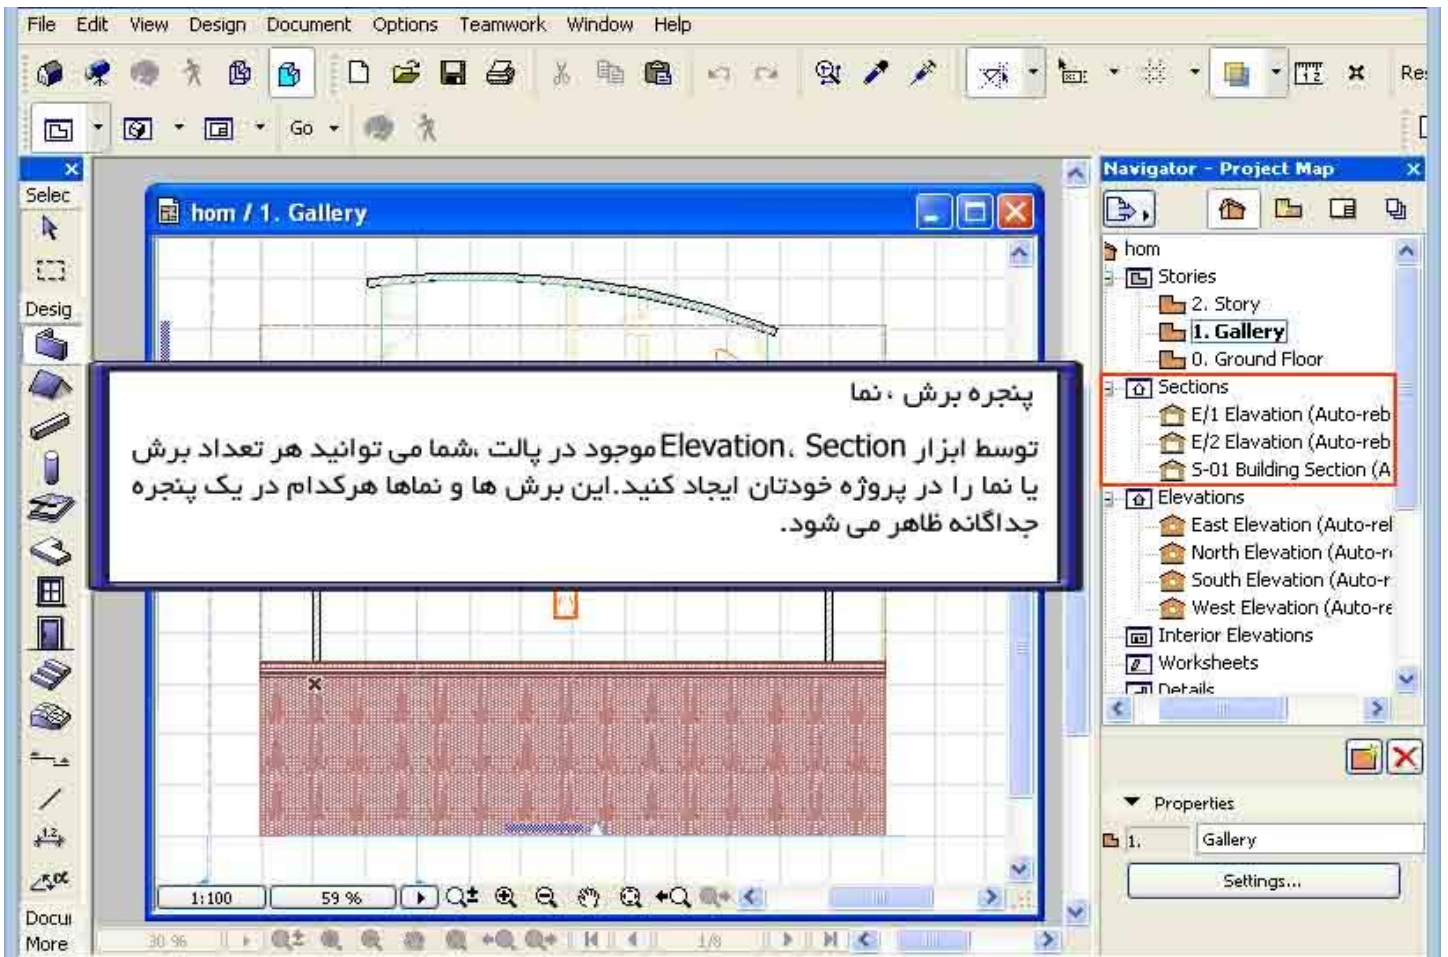 File Edit View Design Document Options Teamwork Window Help
Go
Selec
Desig
Docui
More
hom / 1. Gallery
پنجره برش ، نما
توسط ابزار Elevation، Section موجود در پالت ،شما می توانید هر تعداد برش
یا نما را در پروژه خودتان ایجاد کنید.این برش ها و نماها هرکدام در یک پنجره
جداگانه ظاهر می شود.
1:100 59 %
1/8
Navigator - Project Map
hom
Stories
2. Story
1. Gallery
0. Ground Floor
Sections
E/1 Elavation (Auto-reb
E/2 Elavation (Auto-reb
S-01 Building Section (A
Elevations
East Elevation (Auto-rel
North Elevation (Auto-r
South Elevation (Auto-r
West Elevation (Auto-re
Interior Elevations
Worksheets
Details
Properties
1. Gallery
Settings...